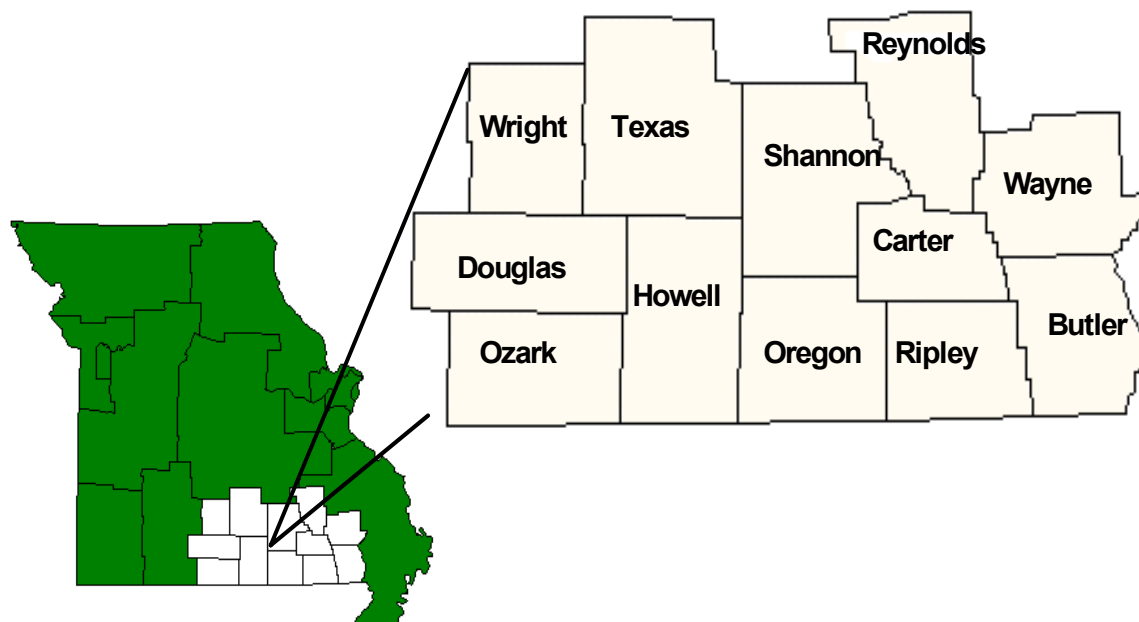 Reynolds
Wright
Texas
Shannon
Wayne
Carter
Douglas
Howell
Butler
Ozark
Oregon
Ripley